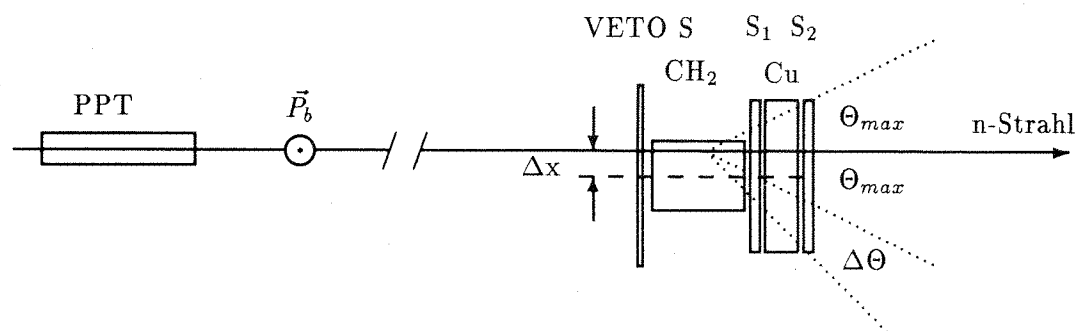 VETO S S₁ S₂
CH₂ Cu
PPT P⃗_b Θ_max n-Strahl
Δx Θ_max
ΔΘ